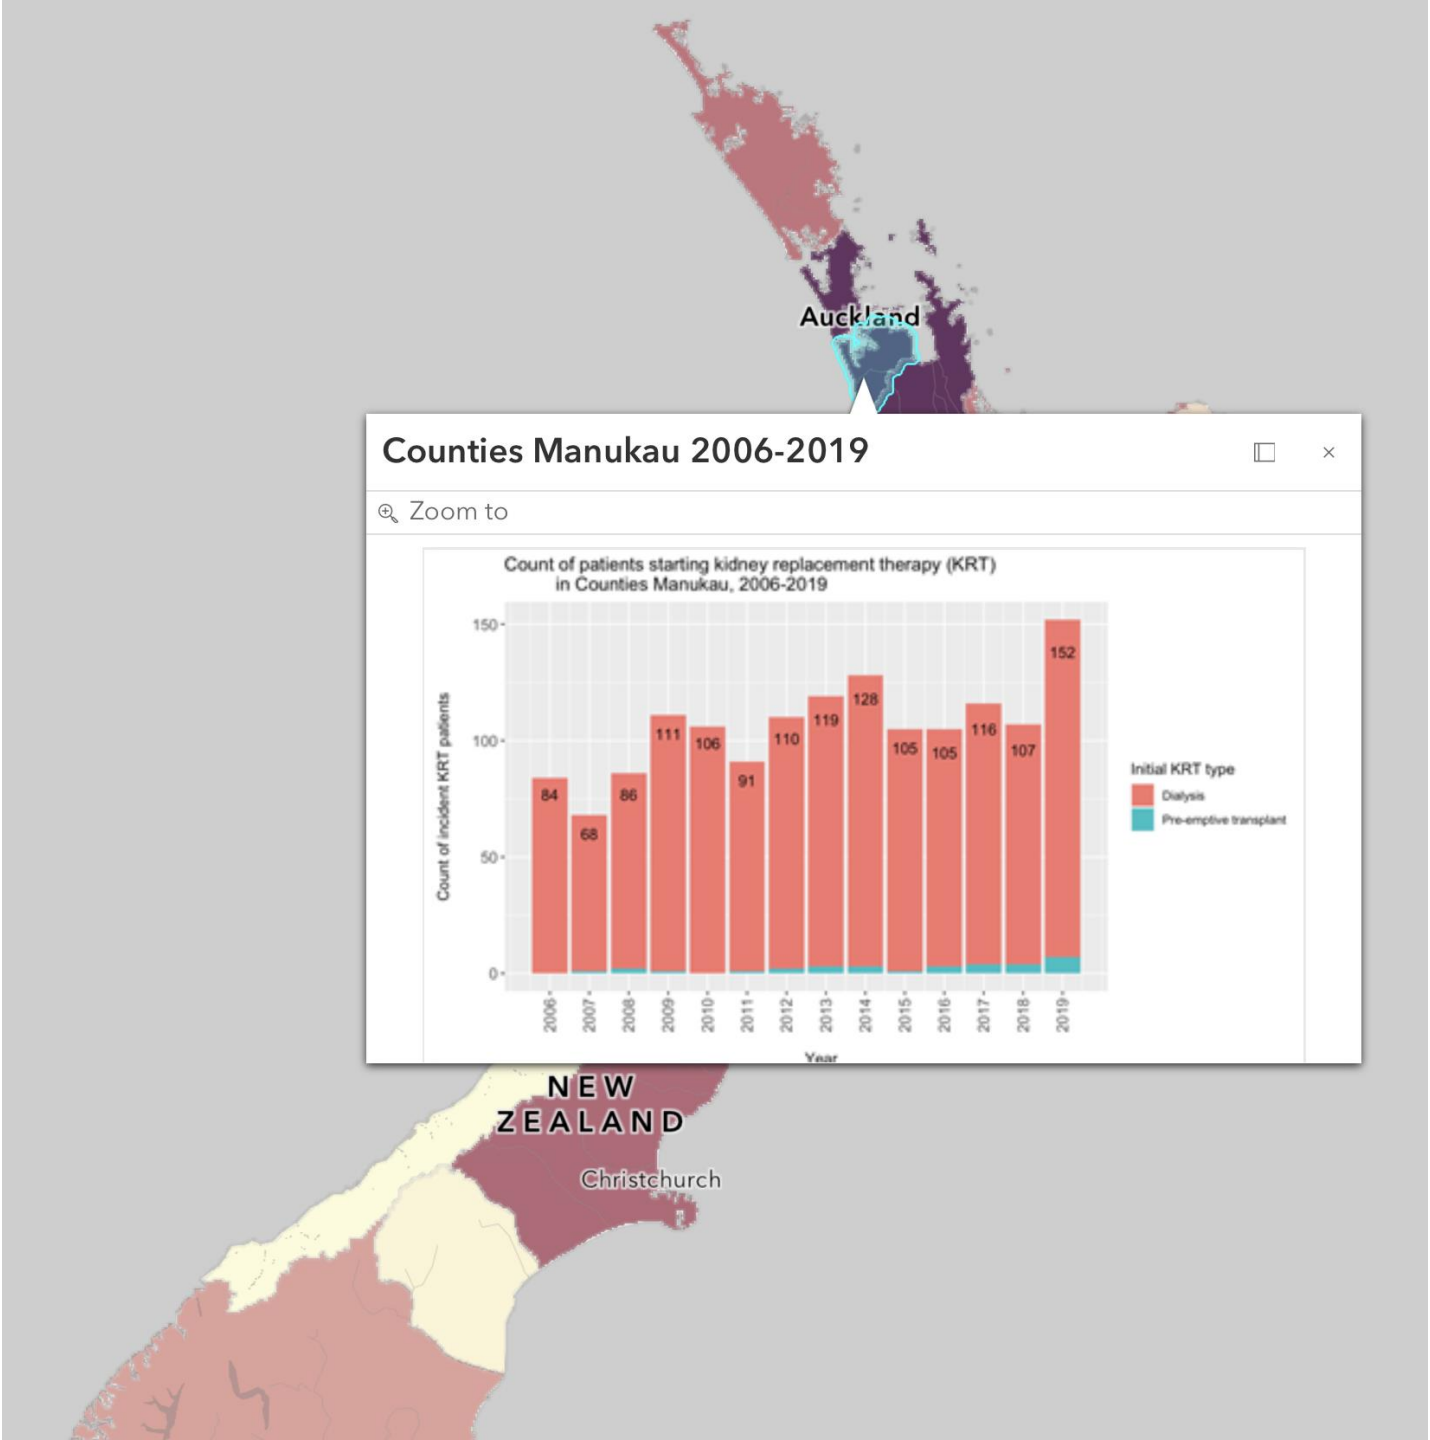 Auckland
Counties Manukau 2006-2019
×
Zoom to
Count of patients starting kidney replacement therapy (KRT)
in Counties Manukau, 2006-2019
Count of incident KRT patients
150
100
50
0
84
68
86
111
106
91
110
119
128
105
105
116
107
152
2006
2007
2008
2009
2010
2011
2012
2013
2014
2015
2016
2017
2018
2019
Year
Initial KRT type
Dialysis
Pre-emptive transplant
NEW
ZEALAND
Christchurch